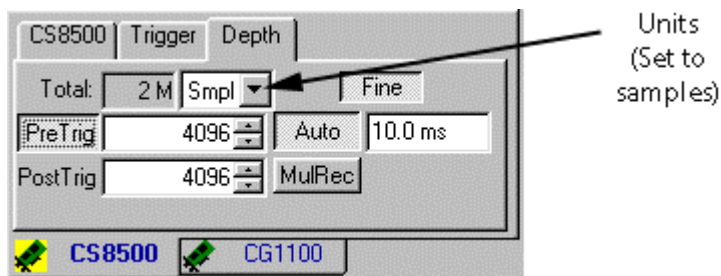 CS8500 Trigger Depth
Units
(Set to
samples)
Total: 2 M Smpl Fine
PreTrig 4096 Auto 10.0 ms
PostTrig 4096 MulRec
CS8500 CG1100